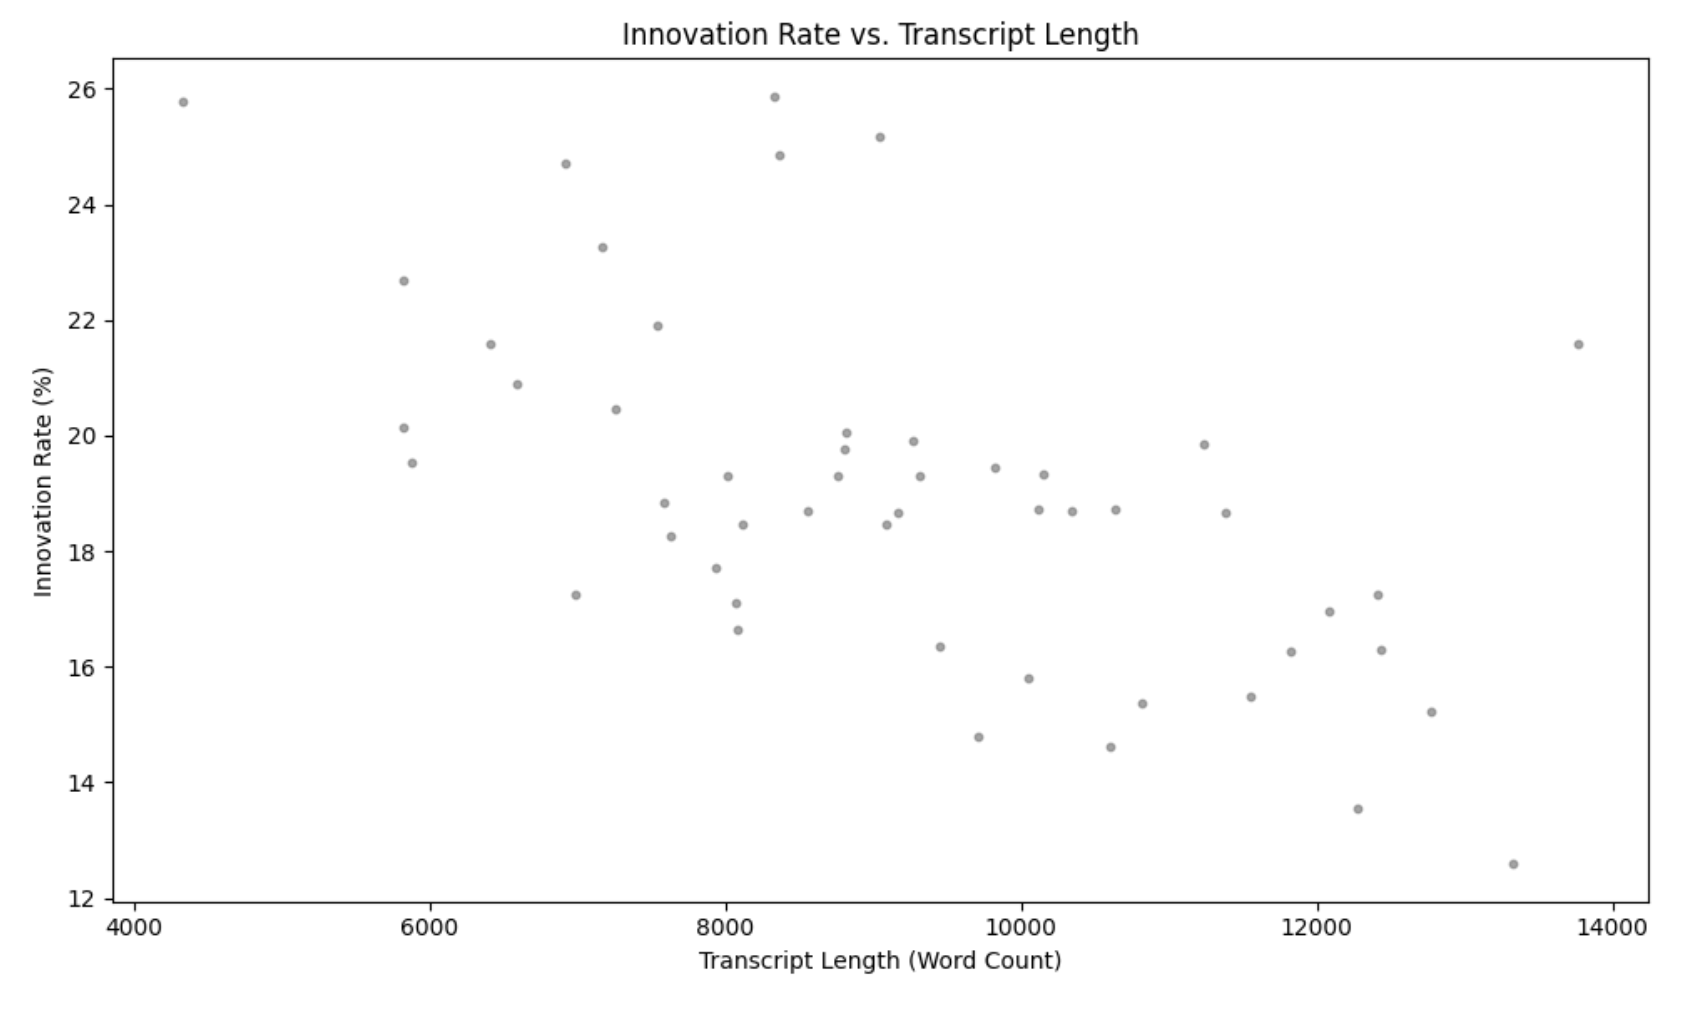 Innovation Rate vs. Transcript Length
26
24
22
20
18
16
14
12
Innovation Rate (%)
4000 6000 8000 10000 12000 14000
Transcript Length (Word Count)